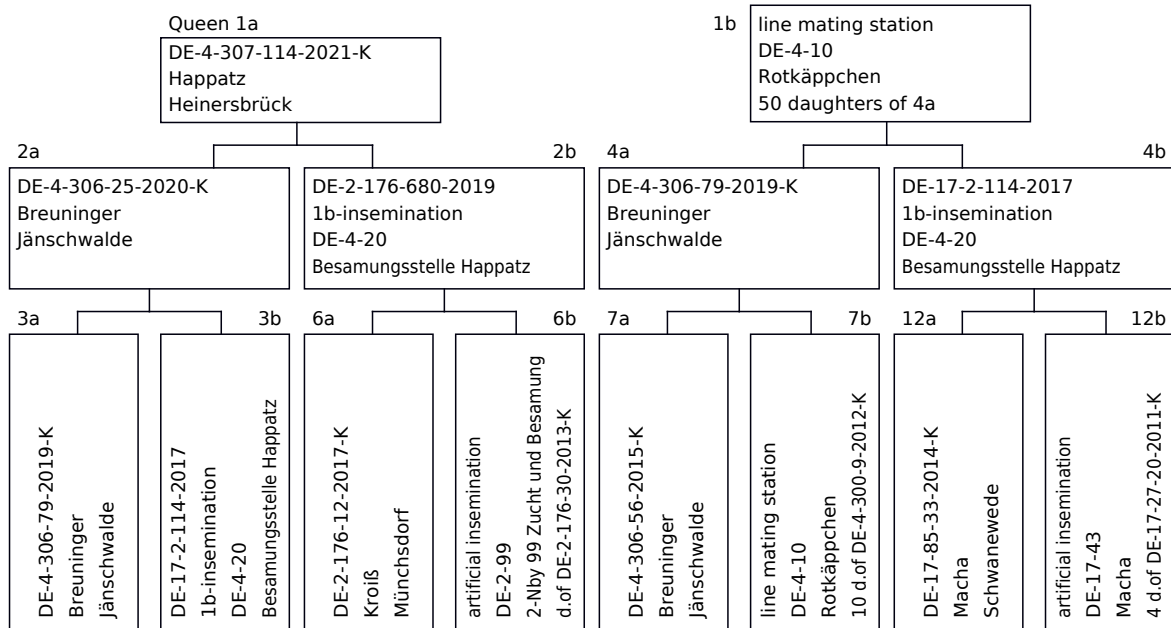 Queen 1a
DE-4-307-114-2021-K
Happatz
Heinersbrück
1b
line mating station
DE-4-10
Rotkäppchen
50 daughters of 4a
2a
DE-4-306-25-2020-K
Breuninger
Jänschwalde
2b
DE-2-176-680-2019
1b-insemination
DE-4-20
Besamungsstelle Happatz
4a
DE-4-306-79-2019-K
Breuninger
Jänschwalde
4b
DE-17-2-114-2017
1b-insemination
DE-4-20
Besamungsstelle Happatz
3a
DE-4-306-79-2019-K
Breuninger
Jänschwalde
3b
DE-17-2-114-2017
1b-insemination
DE-4-20
Besamungsstelle Happatz
6a
DE-2-176-12-2017-K
Kroiß
Münchsdorf
6b
artificial insemination
DE-2-99
2-Nby 99 Zucht und Besamung
d.of DE-2-176-30-2013-K
7a
DE-4-306-56-2015-K
Breuninger
Jänschwalde
7b
line mating station
DE-4-10
Rotkäppchen
10 d.of DE-4-300-9-2012-K
12a
DE-17-85-33-2014-K
Macha
Schwanewede
12b
artificial insemination
DE-17-43
Macha
4 d.of DE-17-27-20-2011-K